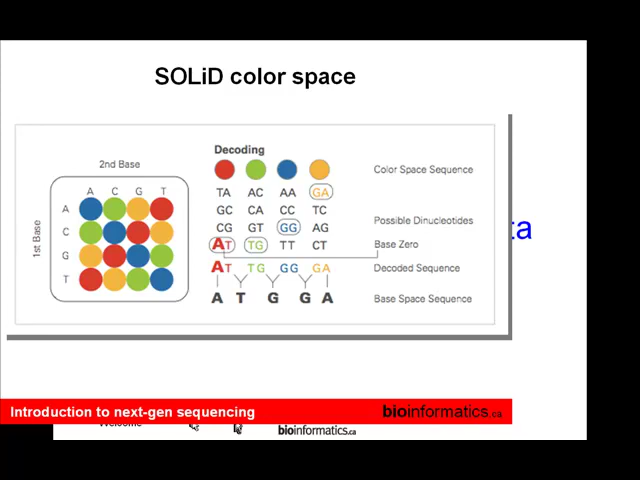 SOLiD color space
Decoding
2nd Base
Color Space Sequence
A C G T
TA AC AA GA
GC CA CC TC
A
1st Base
C
G
T
CG GT GG AG
Possible Dinucleotides
ta
AT TG TT CT
Base Zero
AT TG GG GA
Decoded Sequence
A T G G A
Base Space Sequence
Introduction to next-gen sequencing
bioinformatics.ca
Welcome
bioinformatics.ca